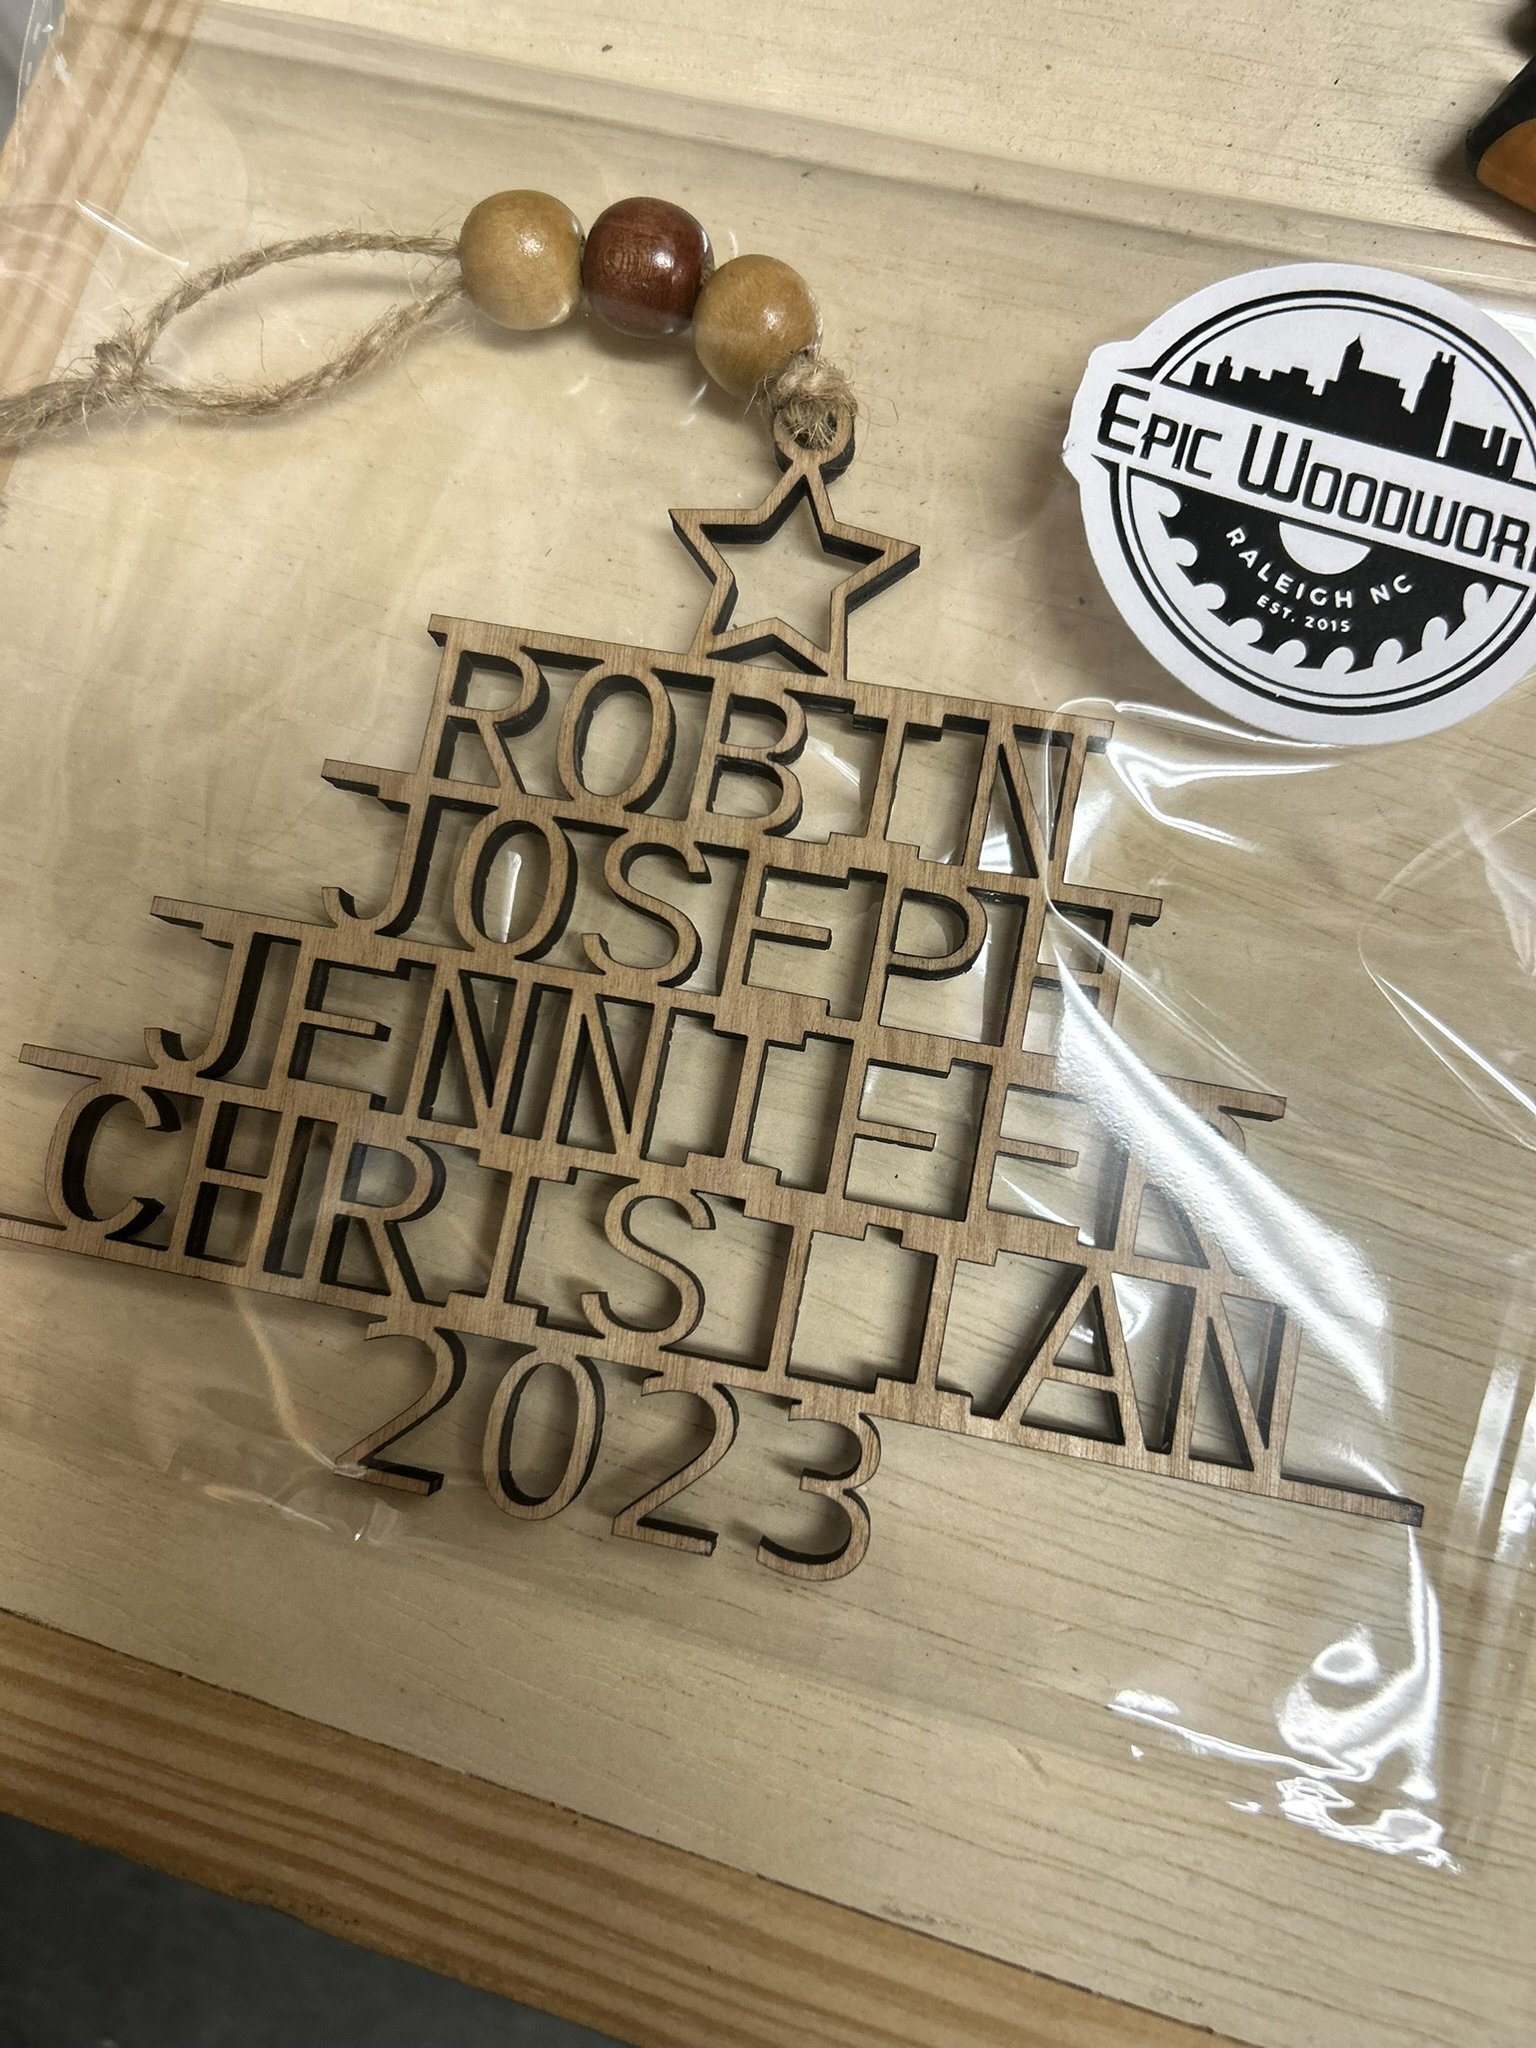 EPIC WOODWOR
RALEIGH NC
EST. 2015
ROBIN
JOSEPH
JENNIFER
CHRISTIAN
2023